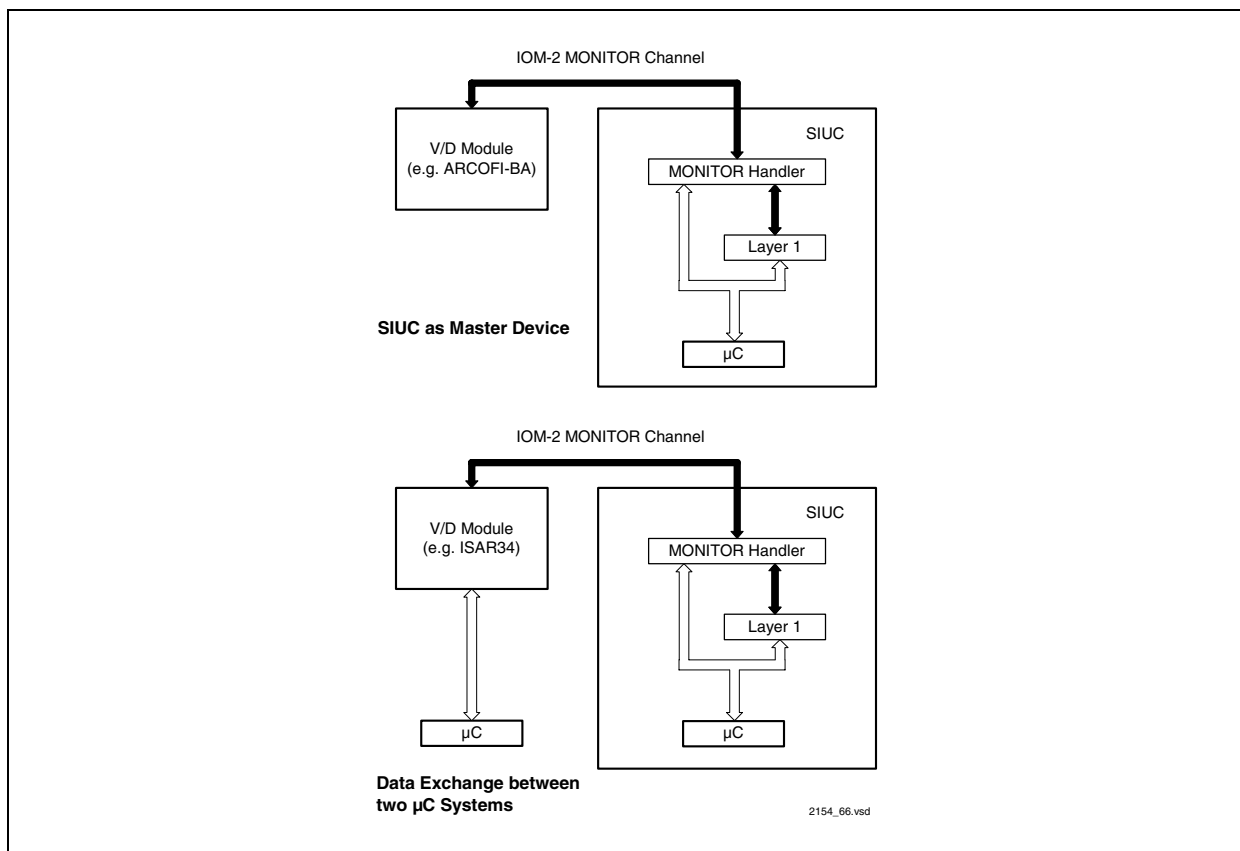 IOM-2 MONITOR Channel
V/D Module
(e.g. ARCOFI-BA)
SIUC
MONITOR Handler
Layer 1
SIUC as Master Device
µC
IOM-2 MONITOR Channel
V/D Module
(e.g. ISAR34)
SIUC
MONITOR Handler
Layer 1
µC
µC
Data Exchange between
two µC Systems
2154_66.vsd